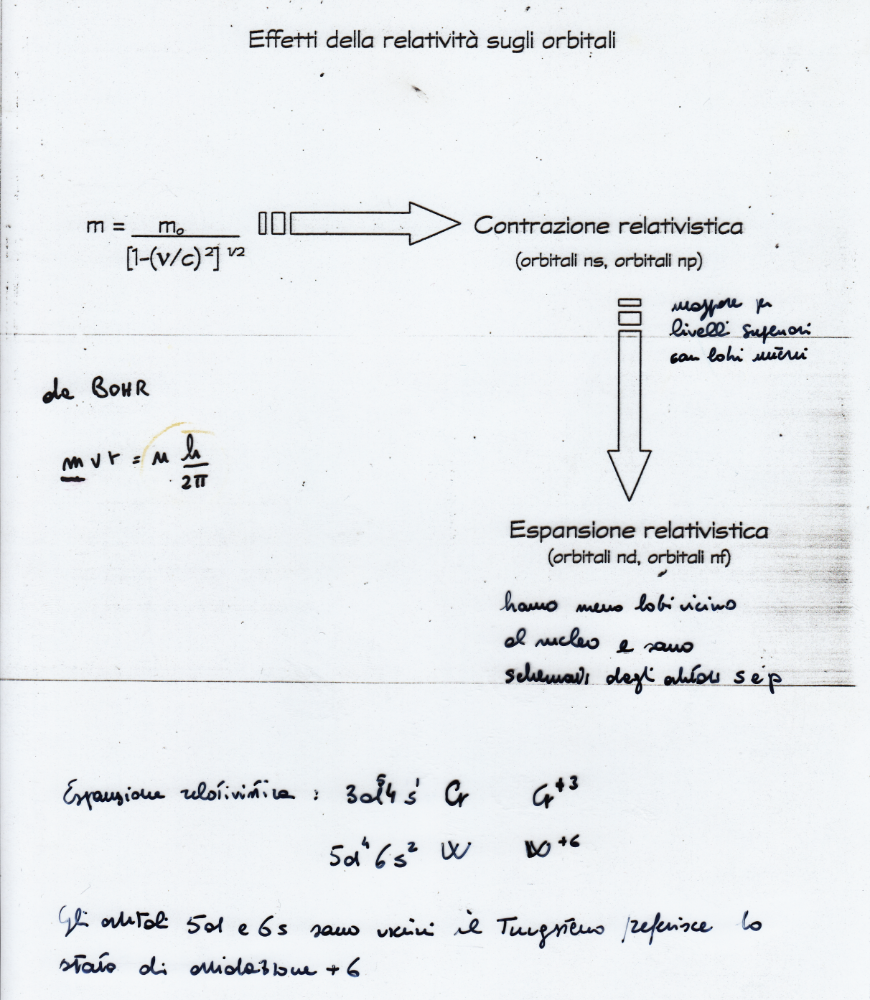 Effetti della relatività sugli orbitali
m = m₀ / [1-(v/c)²]^1/2
Contrazione relativistica
(orbitali ns, orbitali np)
maggiore per
livelli superiori
con lobi interni
da BOHR
m v r = n h / 2π
Espansione relativistica
(orbitali nd, orbitali nf)
hanno meno lobi vicino
al nucleo e sono
schermati dagli orbitali s e p
Espansione relativistica : 3d⁵4s¹ Cr Cr⁺³
5d⁴6s² W W⁺⁶
Gli orbitali 5d e 6s sono vicini il Tungsteno preferisce lo
stato di ossidazione +6